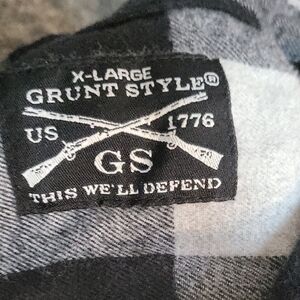 X-LARGE
GRUNT STYLE®
US 1776
GS
THIS WE'LL DEFEND